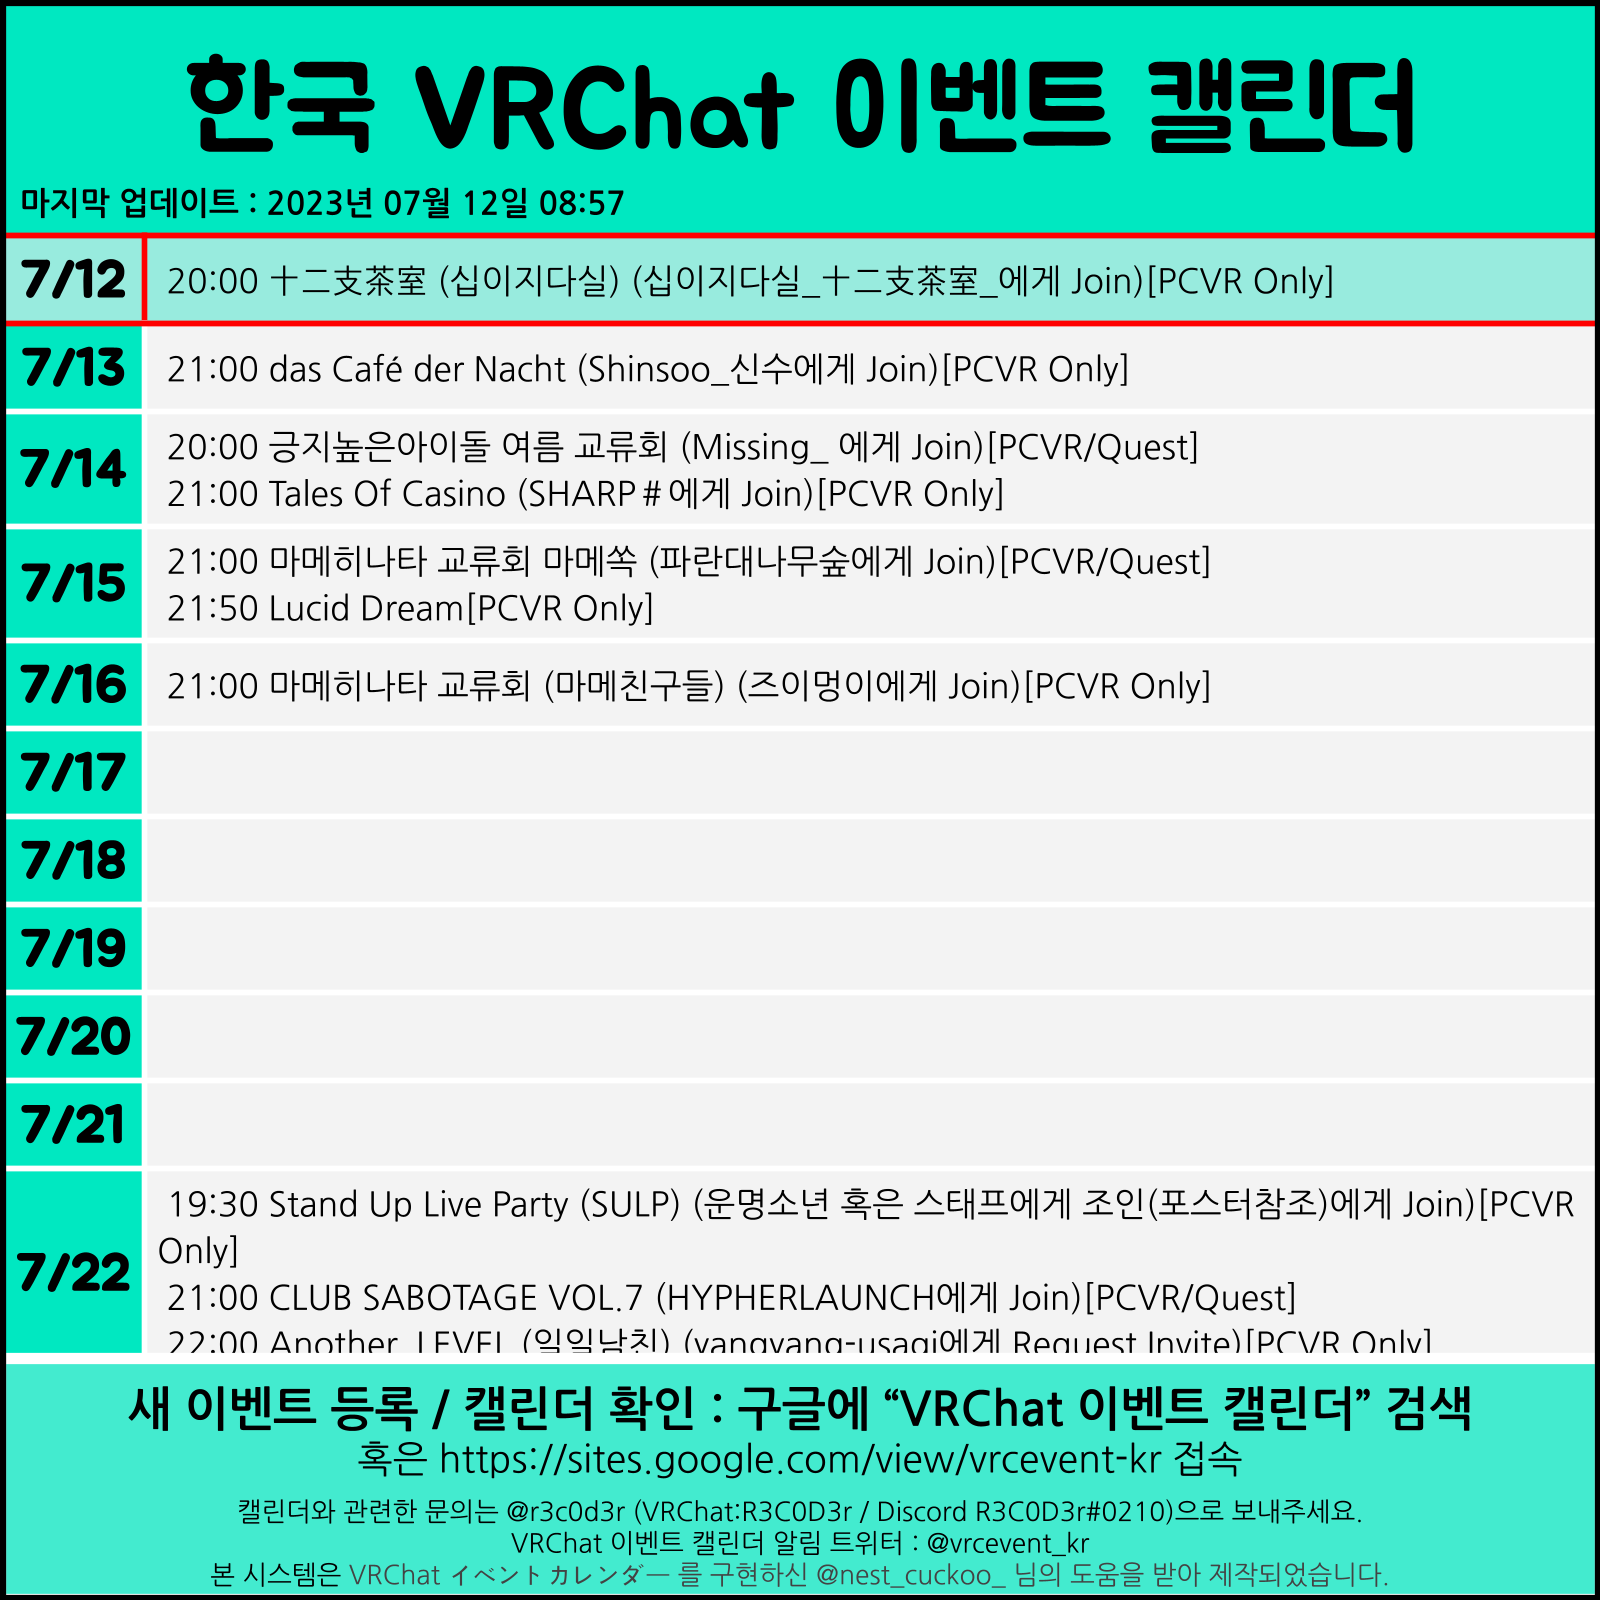 한국 VRChat 이벤트 캘린더
마지막 업데이트 : 2023년 07월 12일 08:57
7/12
20:00 十二支茶室 (십이지다실) (십이지다실_十二支茶室_에게 Join)[PCVR Only]
7/13
21:00 das Café der Nacht (Shinsoo_신수에게 Join)[PCVR Only]
7/14
20:00 긍지높은아이돌 여름 교류회 (Missing_ 에게 Join)[PCVR/Quest]
21:00 Tales Of Casino (SHARP＃에게 Join)[PCVR Only]
7/15
21:00 마메히나타 교류회 마메쏙 (파란대나무숲에게 Join)[PCVR/Quest]
21:50 Lucid Dream[PCVR Only]
7/16
21:00 마메히나타 교류회 (마메친구들) (즈이멍이에게 Join)[PCVR Only]
7/17
7/18
7/19
7/20
7/21
7/22
19:30 Stand Up Live Party (SULP) (운명소년 혹은 스태프에게 조인(포스터참조)에게 Join)[PCVR
Only]
21:00 CLUB SABOTAGE VOL.7 (HYPHERLAUNCH에게 Join)[PCVR/Quest]
22:00 Another_LEVEL (일일남친) (yangyang-usagi에게 Request Invite)[PCVR Only]
새 이벤트 등록 / 캘린더 확인 : 구글에 “VRChat 이벤트 캘린더” 검색
혹은 https://sites.google.com/view/vrcevent-kr 접속
캘린더와 관련한 문의는 @r3c0d3r (VRChat:R3C0D3r / Discord R3C0D3r#0210)으로 보내주세요.
VRChat 이벤트 캘린더 알림 트위터 : @vrcevent_kr
본 시스템은 VRChat イベントカレンダー 를 구현하신 @nest_cuckoo_ 님의 도움을 받아 제작되었습니다.